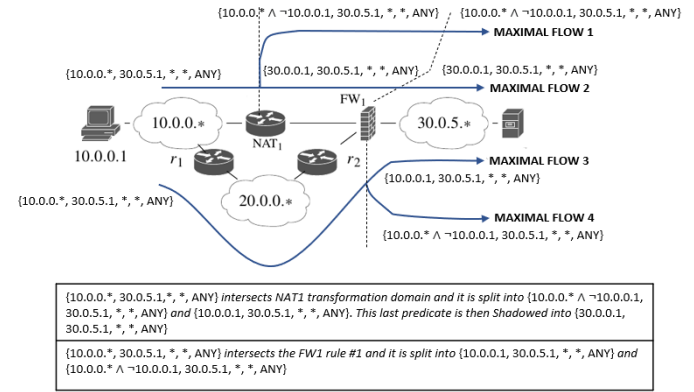 {10.0.0.* ∧ ¬10.0.0.1, 30.0.5.1, *, *, ANY} {10.0.0.* ∧ ¬10.0.0.1, 30.0.5.1, *, *, ANY}
MAXIMAL FLOW 1
{10.0.0.*, 30.0.5.1, *, *, ANY} {30.0.0.1, 30.0.5.1, *, *, ANY} {30.0.0.1, 30.0.5.1, *, *, ANY}
MAXIMAL FLOW 2
FW1
10.0.0.* 30.0.5.*
NAT1
10.0.0.1 r1 r2 MAXIMAL FLOW 3
{10.0.0.1, 30.0.5.1, *, *, ANY}
{10.0.0.*, 30.0.5.1, *, *, ANY} 20.0.0.*
MAXIMAL FLOW 4
{10.0.0.* ∧ ¬10.0.0.1, 30.0.5.1, *, *, ANY}
{10.0.0.*, 30.0.5.1,*, *, ANY} intersects NAT1 transformation domain and it is split into {10.0.0.* ∧ ¬10.0.0.1,
30.0.5.1, *, *, ANY} and {10.0.0.1, 30.0.5.1, *, *, ANY}. This last predicate is then Shadowed into {30.0.0.1,
30.0.5.1, *, *, ANY}
{10.0.0.*, 30.0.5.1, *, *, ANY} intersects the FW1 rule #1 and it is split into {10.0.0.1, 30.0.5.1, *, *, ANY} and
{10.0.0.* ∧ ¬10.0.0.1, 30.0.5.1, *, *, ANY}